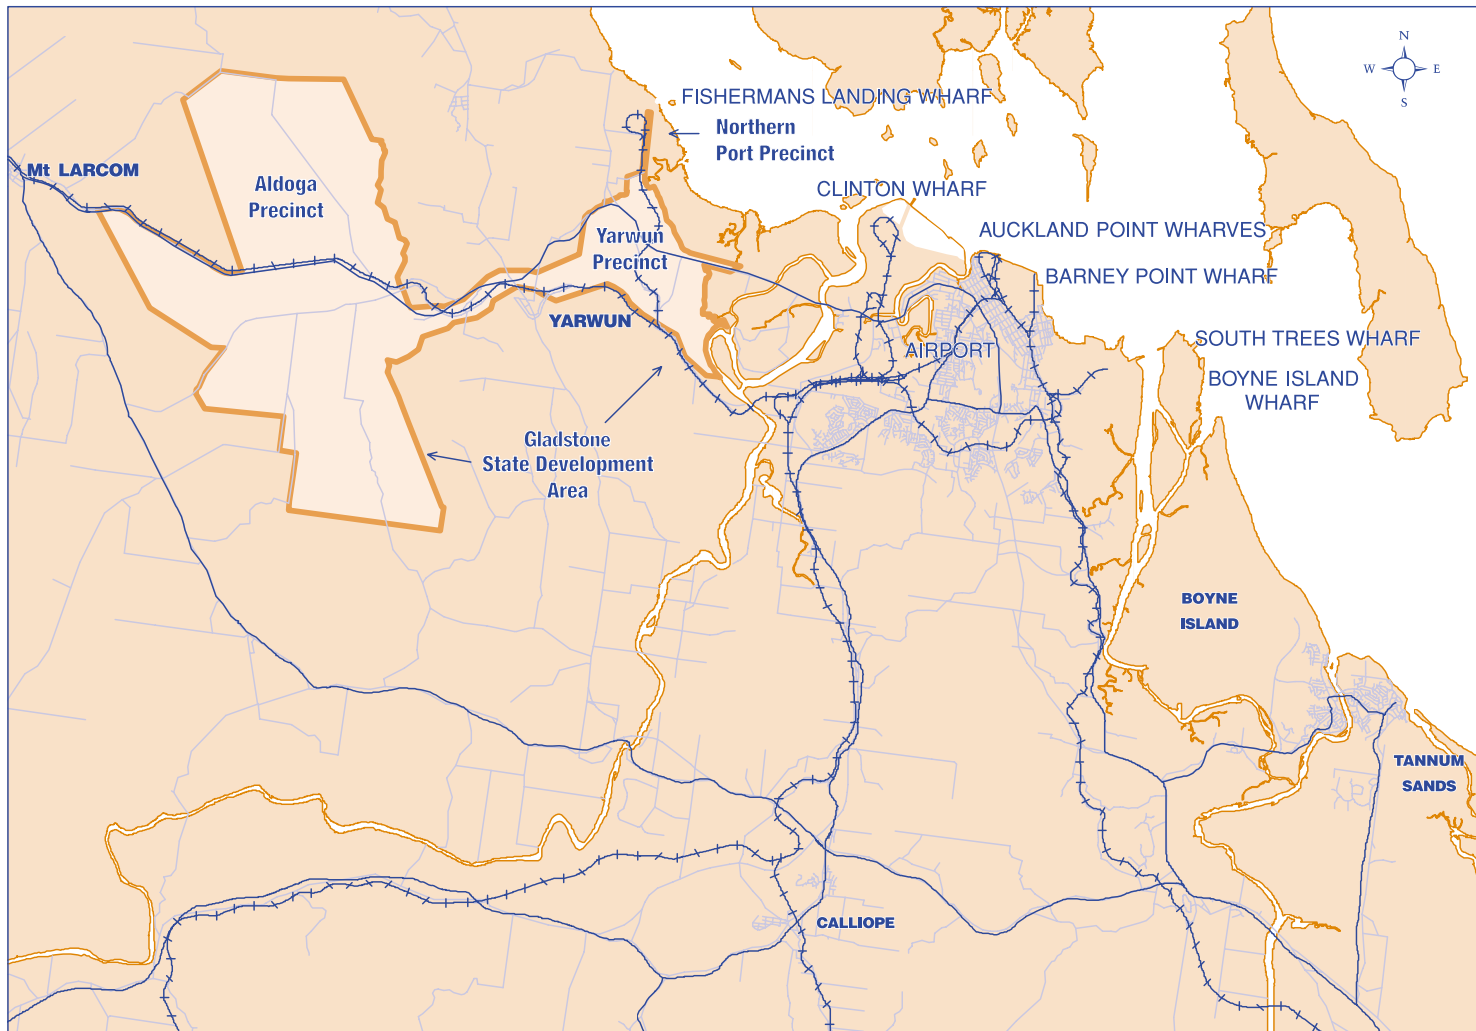 N
W E
S
FISHERMANS LANDING WHARF
Northern
Port Precinct
Mt LARCOM
Aldoga
Precinct
CLINTON WHARF
AUCKLAND POINT WHARVES
Yarwun
Precinct
BARNEY POINT WHARF
YARWUN
SOUTH TREES WHARF
AIRPORT
BOYNE ISLAND
WHARF
Gladstone
State Development
Area
BOYNE
ISLAND
TANNUM
SANDS
CALLIOPE